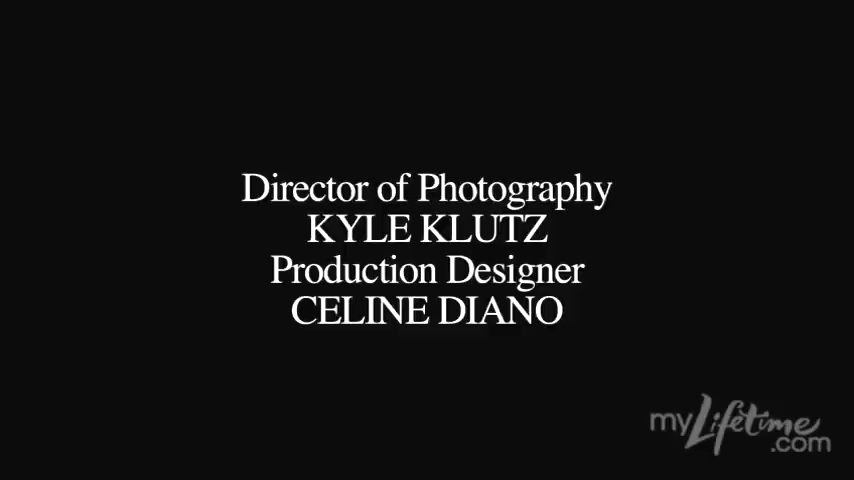 Director of Photography
KYLE KLUTZ
Production Designer
CELINE DIANO
myLifetime
.com